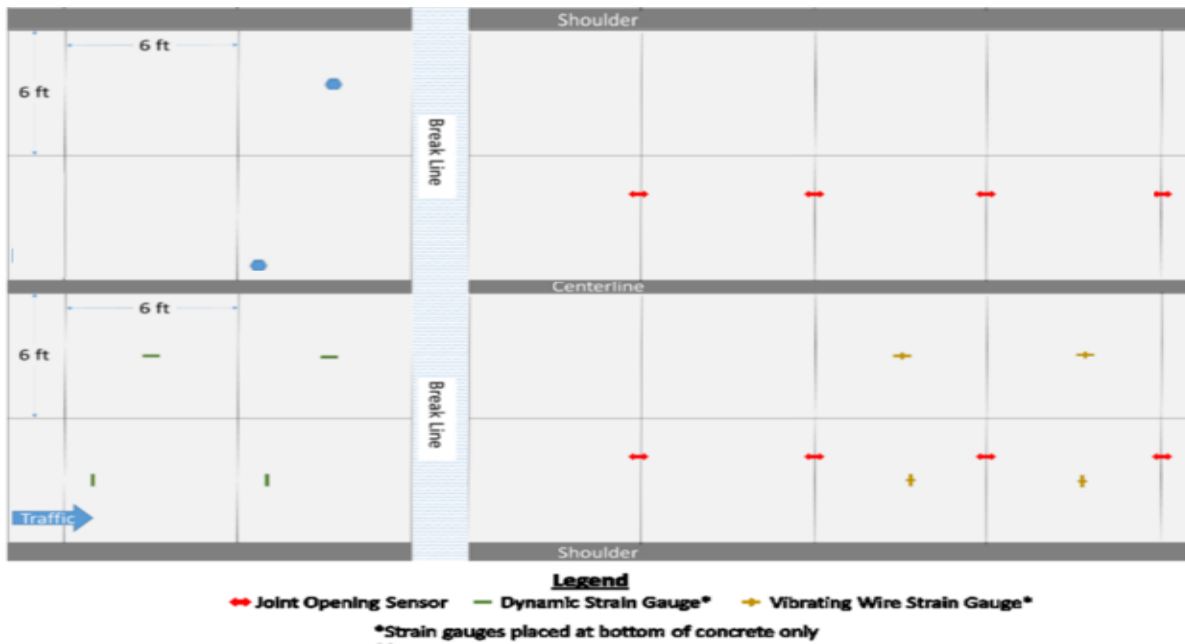 Shoulder
6 ft
6 ft
Break Line
Centerline
6 ft
6 ft
Break Line
Traffic
Shoulder
Legend
Joint Opening Sensor Dynamic Strain Gauge* Vibrating Wire Strain Gauge*
*Strain gauges placed at bottom of concrete only